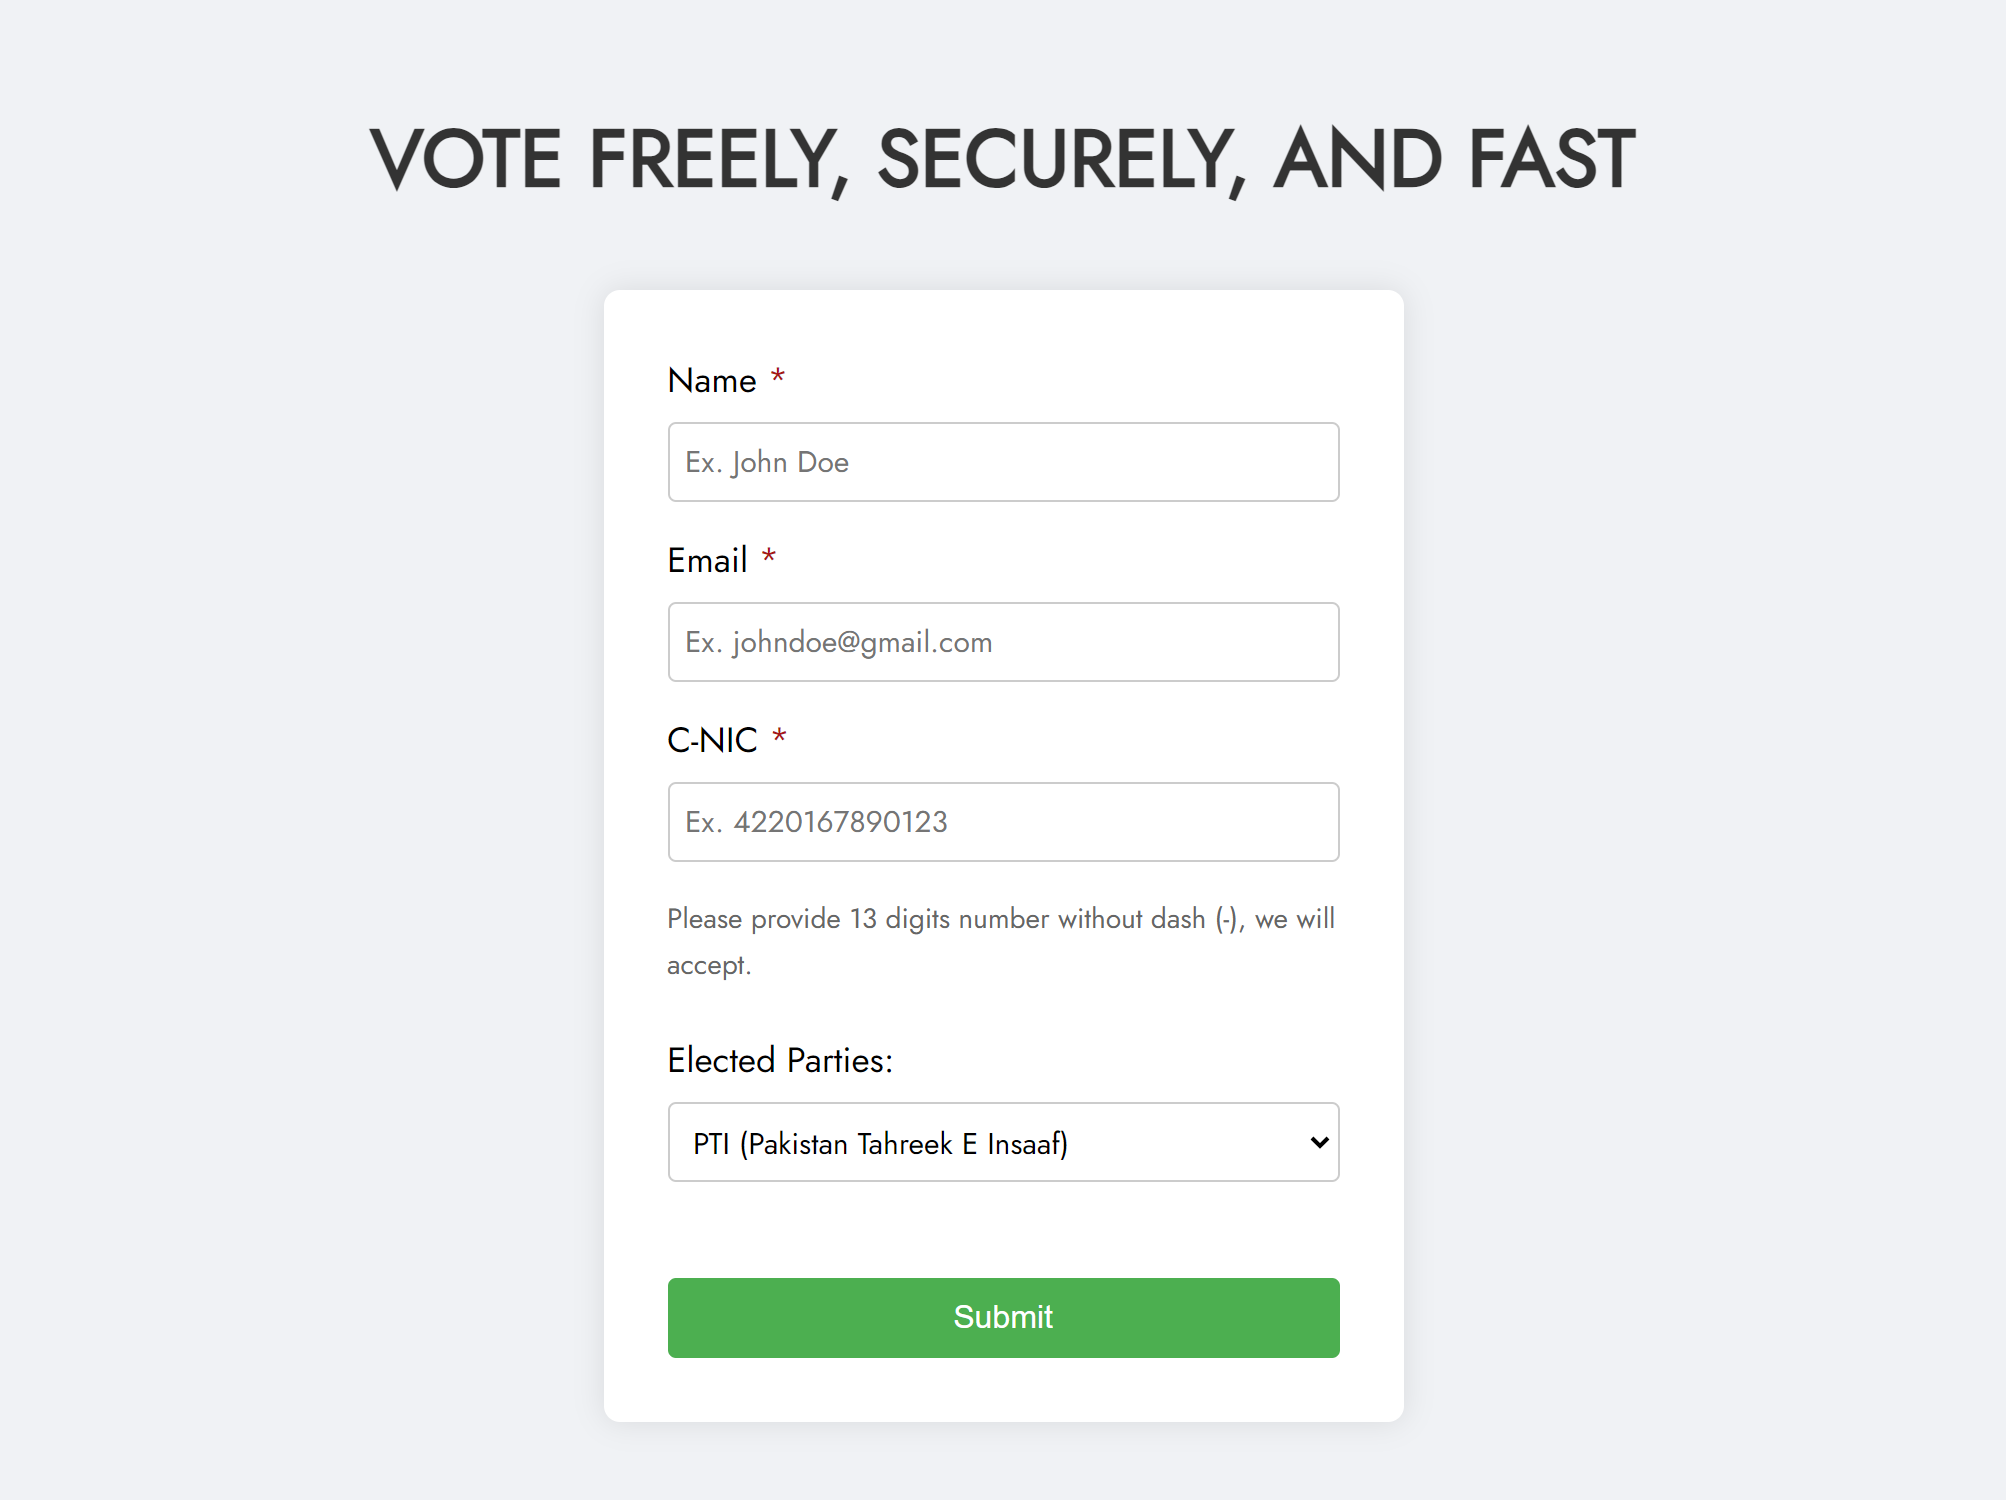 VOTE FREELY, SECURELY, AND FAST
Name *
Ex. John Doe
Email *
Ex. johndoe@gmail.com
C-NIC *
Ex. 4220167890123
Please provide 13 digits number without dash (-), we will
accept.
Elected Parties:
PTI (Pakistan Tahreek E Insaaf)
Submit